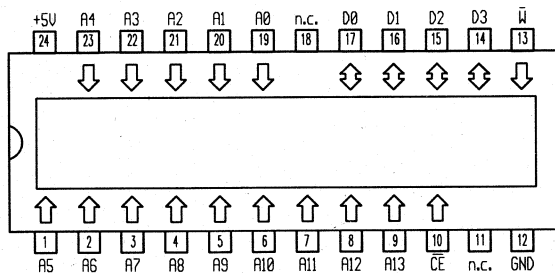 +5V A4 A3 A2 A1 A0 n.c. D0 D1 D2 D3 W̅
24 23 22 21 20 19 18 17 16 15 14 13
1 2 3 4 5 6 7 8 9 10 11 12
A5 A6 A7 A8 A9 A10 A11 A12 A13 C̅E̅ n.c. GND